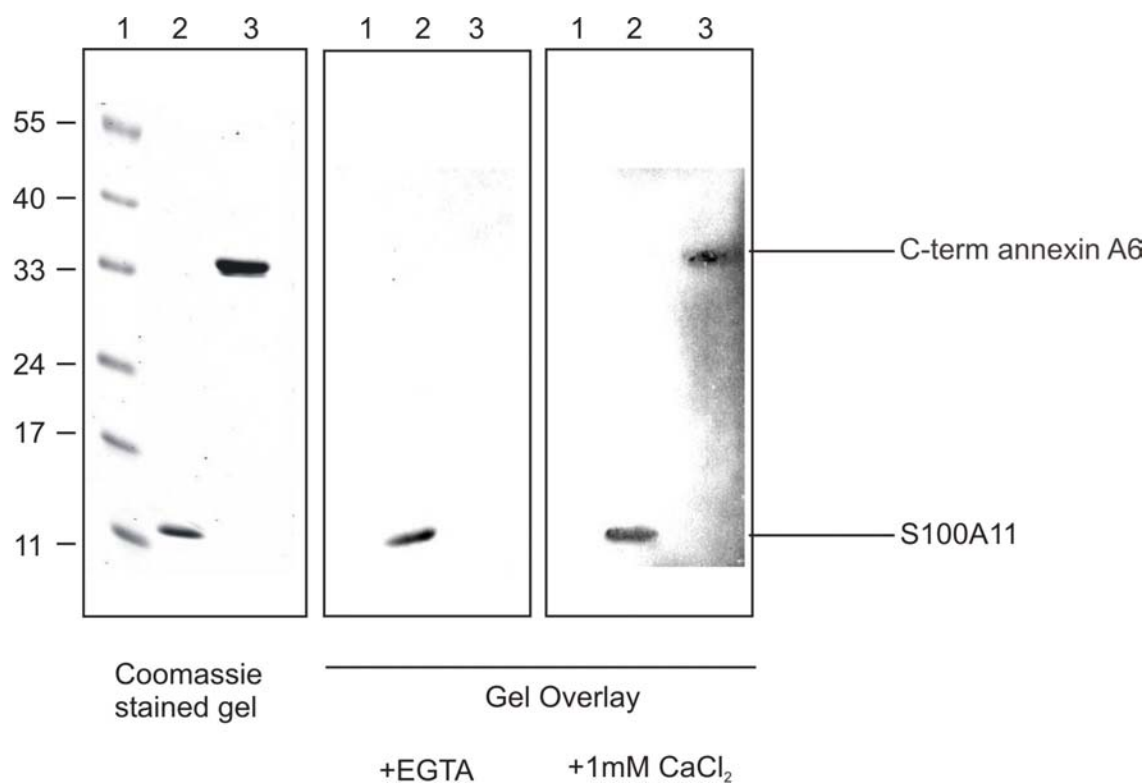 1 2 3 1 2 3 1 2 3
55
40
33
24
17
11
C-term annexin A6
S100A11
Coomassie
stained gel
Gel Overlay
+EGTA +1mM CaCl₂